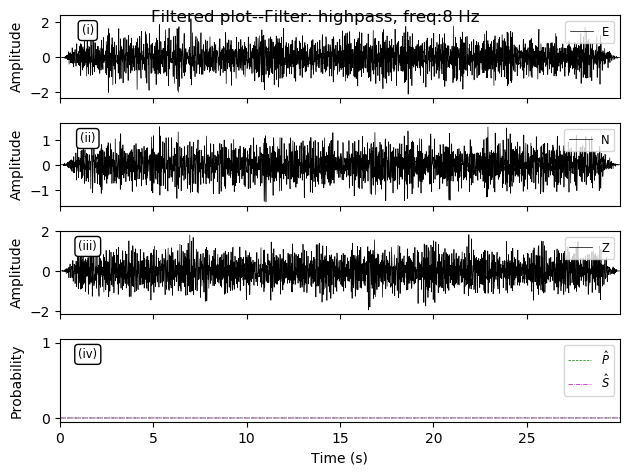 Filtered plot--Filter: highpass, freq:8 Hz
(i)
E
Amplitude
2
0
−2
(ii)
N
Amplitude
1
0
−1
(iii)
Z
Amplitude
2
0
−2
(iv)
P̂
Ŝ
Probability
1
0
0 5 10 15 20 25
Time (s)